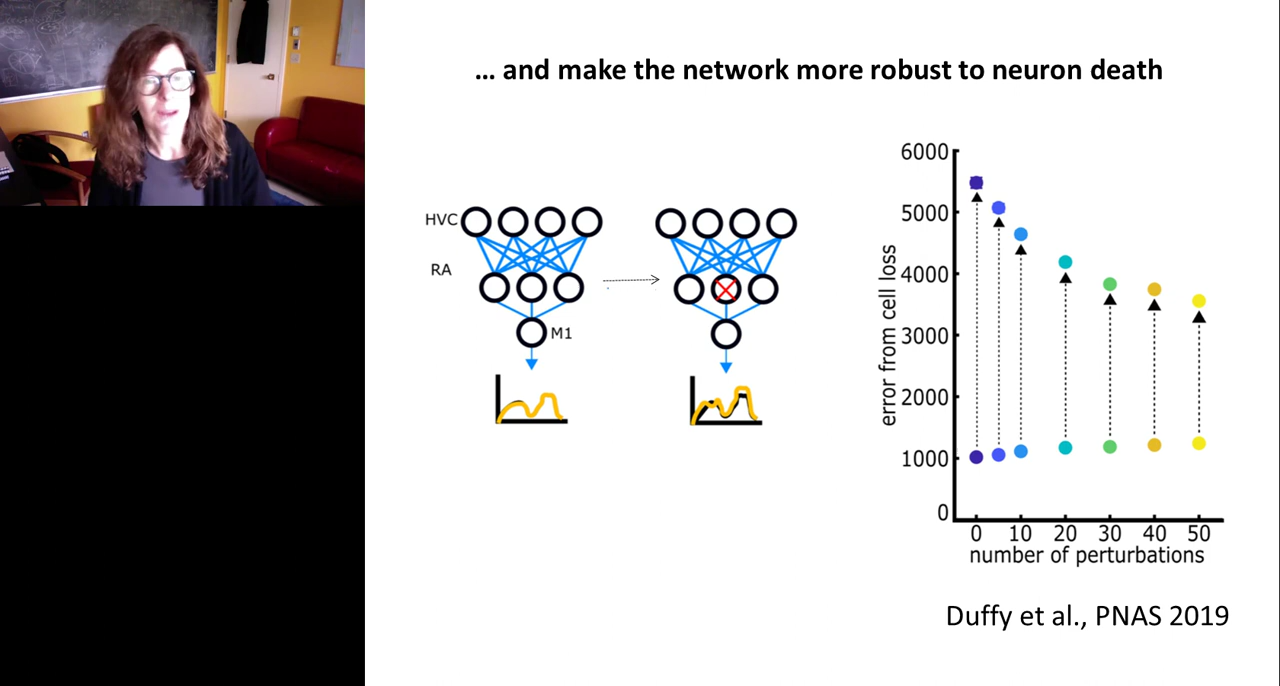 … and make the network more robust to neuron death
HVC
RA
M1
error from cell loss
6000
5000
4000
3000
2000
1000
0
0 10 20 30 40 50
number of perturbations
Duffy et al., PNAS 2019